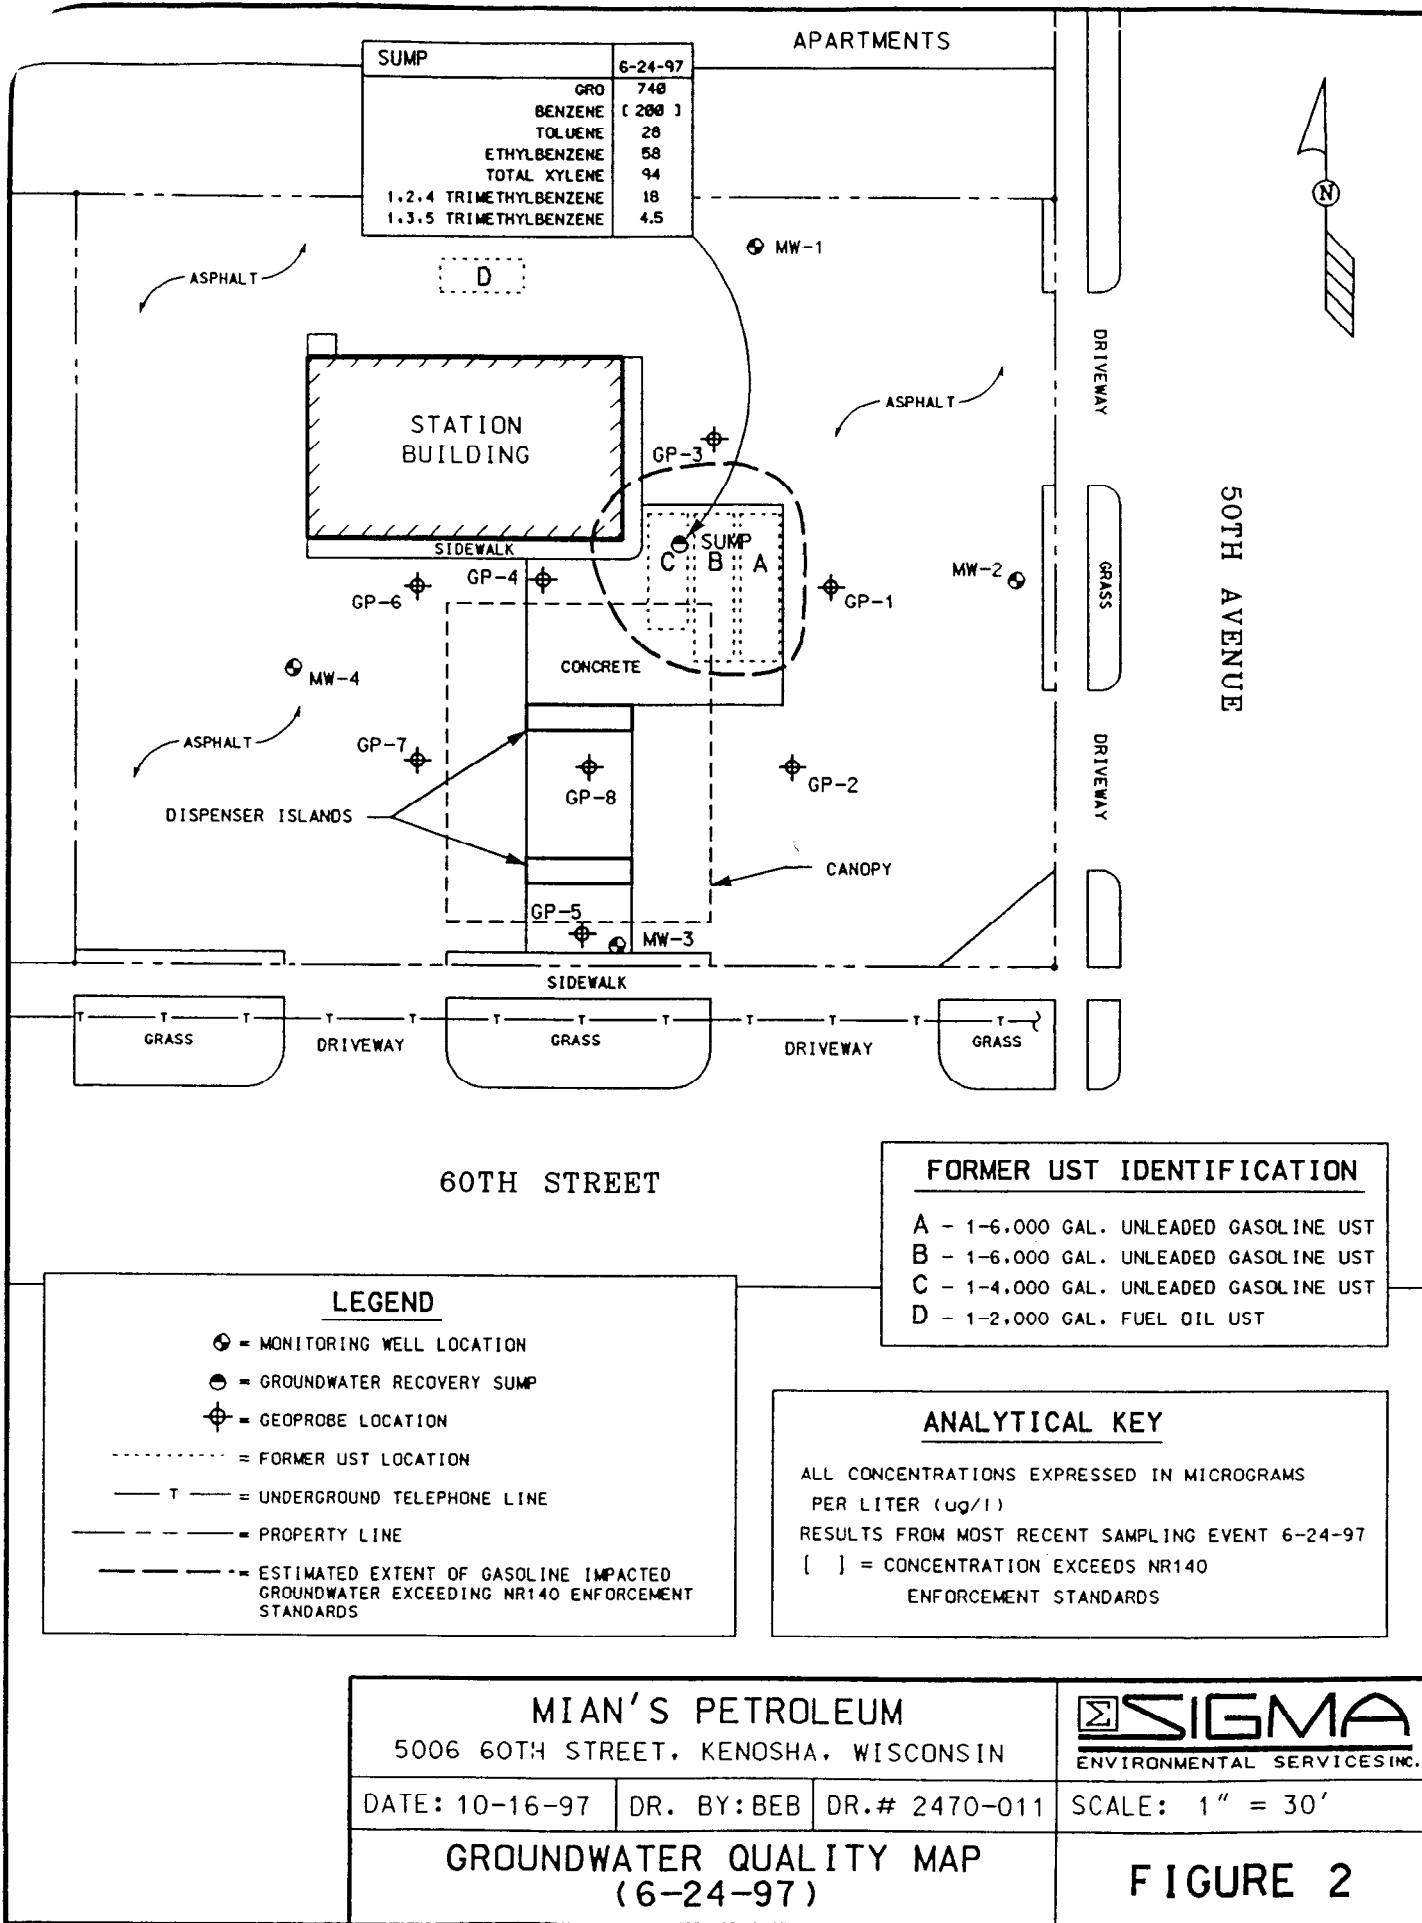 APARTMENTS
SUMP 6-24-97
GRO 740
BENZENE [ 200 ]
TOLUENE 28
ETHYLBENZENE 58
TOTAL XYLENE 94
1,2,4 TRIMETHYLBENZENE 18
1,3,5 TRIMETHYLBENZENE 4.5
N
MW-1
ASPHALT
D
DRIVEWAY
STATION
BUILDING
ASPHALT
GP-3
50TH AVENUE
SUMP
C B A
SIDEWALK
GP-4
GP-6
MW-2
GRASS
GP-1
CONCRETE
MW-4
ASPHALT
GP-7
GP-8
GP-2
DRIVEWAY
DISPENSER ISLANDS
CANOPY
GP-5
MW-3
SIDEWALK
T T T T T T T T T T T T
GRASS DRIVEWAY GRASS DRIVEWAY GRASS
60TH STREET
FORMER UST IDENTIFICATION
A - 1-6,000 GAL. UNLEADED GASOLINE UST
B - 1-6,000 GAL. UNLEADED GASOLINE UST
C - 1-4,000 GAL. UNLEADED GASOLINE UST
D - 1-2,000 GAL. FUEL OIL UST
LEGEND
= MONITORING WELL LOCATION
= GROUNDWATER RECOVERY SUMP
= GEOPROBE LOCATION
= FORMER UST LOCATION
T = UNDERGROUND TELEPHONE LINE
= PROPERTY LINE
= ESTIMATED EXTENT OF GASOLINE IMPACTED
GROUNDWATER EXCEEDING NR140 ENFORCEMENT
STANDARDS
ANALYTICAL KEY
ALL CONCENTRATIONS EXPRESSED IN MICROGRAMS
PER LITER (ug/l)
RESULTS FROM MOST RECENT SAMPLING EVENT 6-24-97
[ ] = CONCENTRATION EXCEEDS NR140
ENFORCEMENT STANDARDS
MIAN'S PETROLEUM
5006 60TH STREET, KENOSHA, WISCONSIN
Σ SIGMA
ENVIRONMENTAL SERVICES INC.
DATE: 10-16-97 DR. BY: BEB DR.# 2470-011 SCALE: 1" = 30'
GROUNDWATER QUALITY MAP
(6-24-97)
FIGURE 2